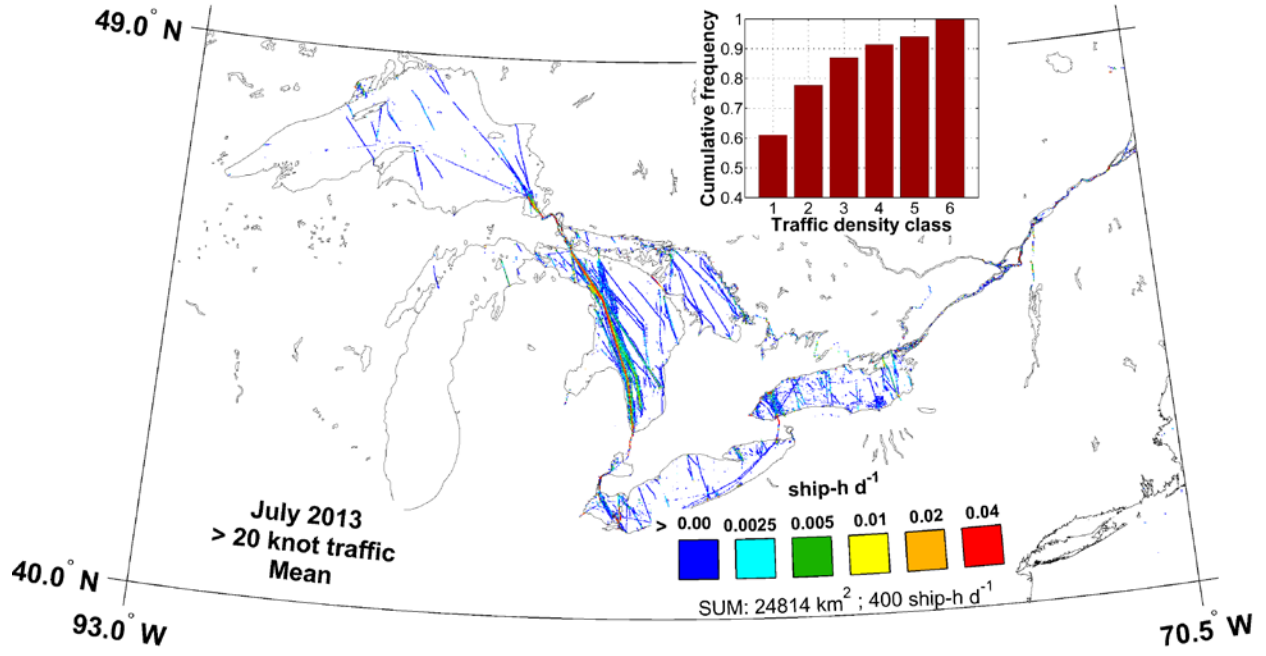 49.0° N
1
0.9
0.8
0.7
0.6
0.5
0.4
Cumulative frequency
1 2 3 4 5 6
Traffic density class
July 2013
> 20 knot traffic
Mean
ship-h d-1
> 0.00 0.0025 0.005 0.01 0.02 0.04
SUM: 24814 km2 ; 400 ship-h d-1
40.0° N
93.0° W
70.5° W